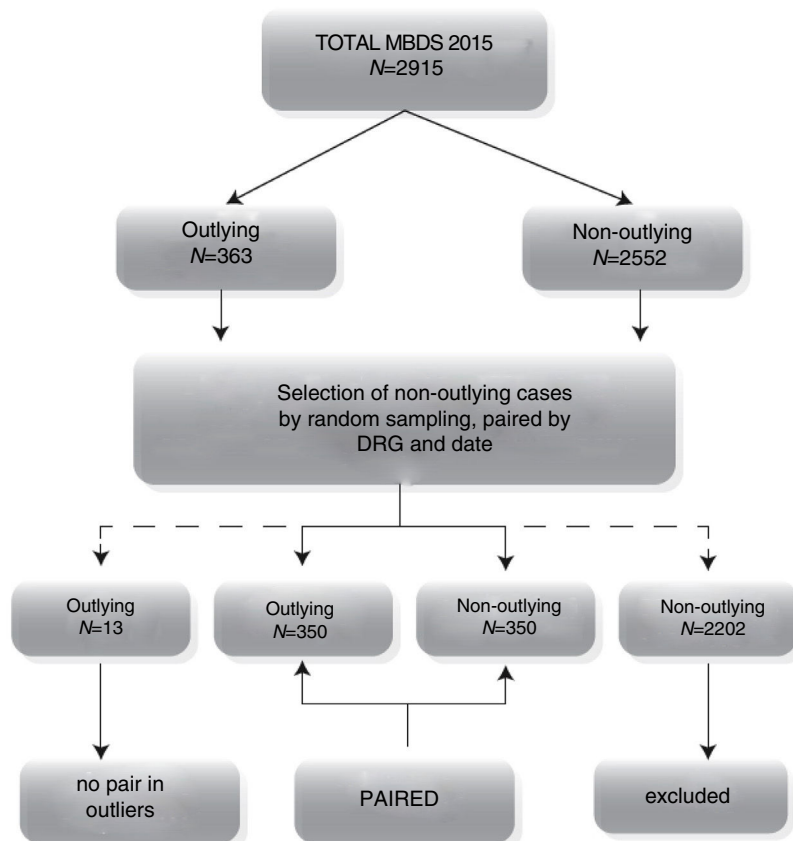 TOTAL MBDS 2015
N=2915
Outlying
N=363
Non-outlying
N=2552
Selection of non-outlying cases
by random sampling, paired by
DRG and date
Outlying
N=13
Outlying
N=350
Non-outlying
N=350
Non-outlying
N=2202
no pair in
outliers
PAIRED
excluded